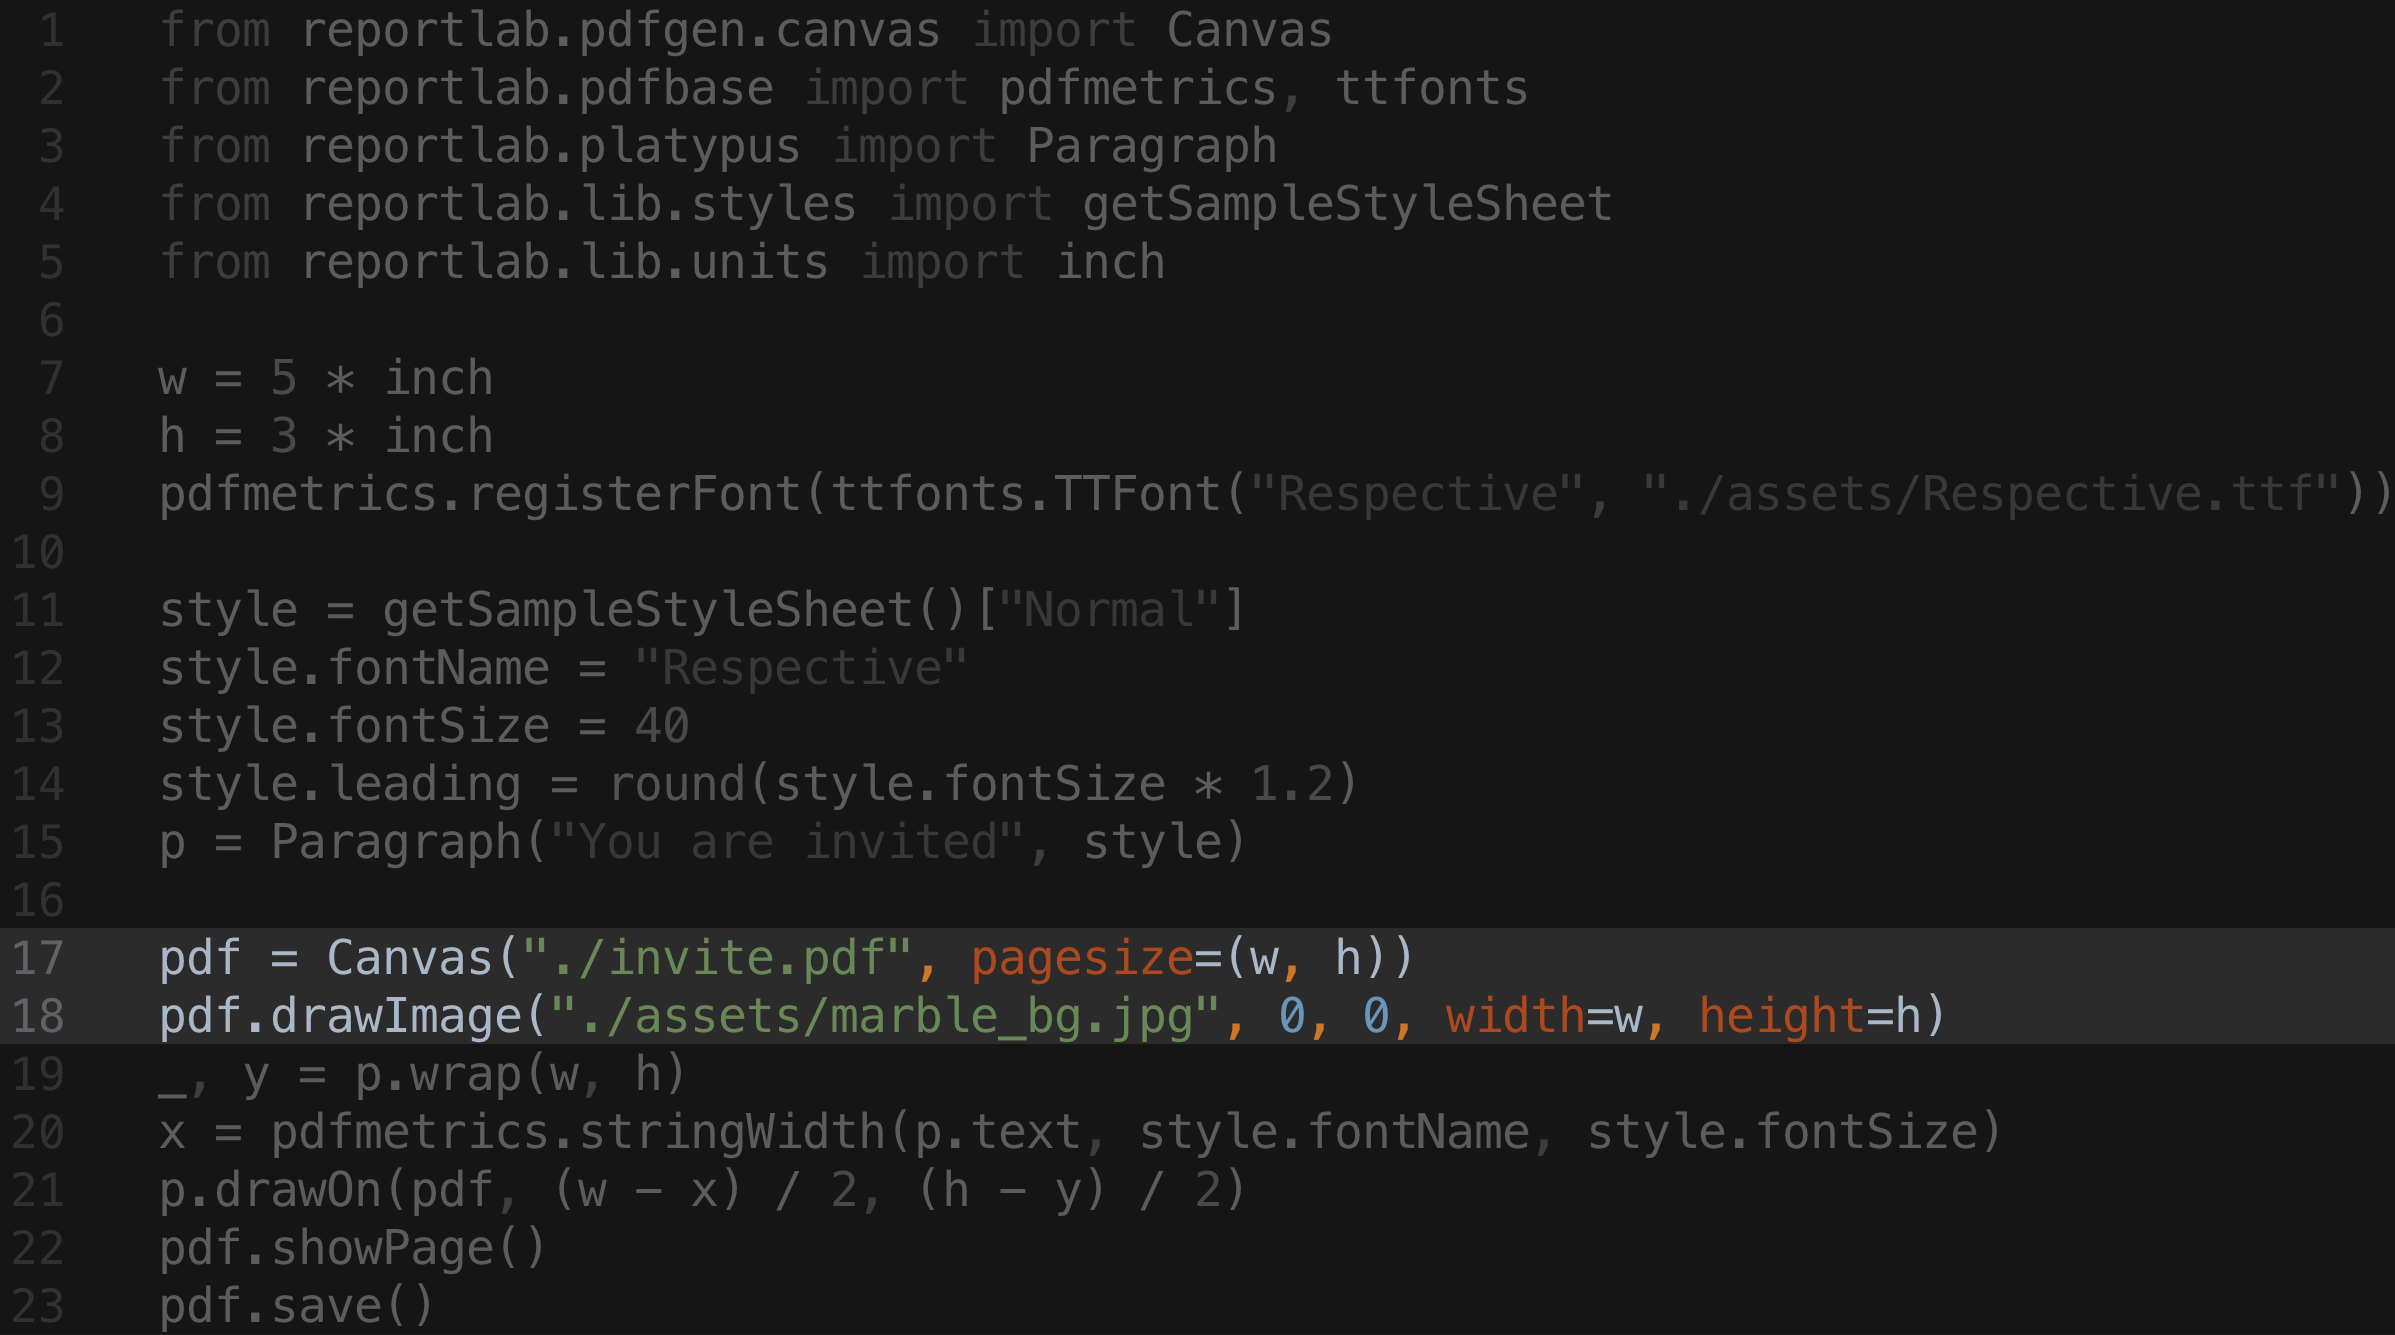 1 from reportlab.pdfgen.canvas import Canvas
2 from reportlab.pdfbase import pdfmetrics, ttfonts
3 from reportlab.platypus import Paragraph
4 from reportlab.lib.styles import getSampleStyleSheet
5 from reportlab.lib.units import inch
6
7 w = 5 * inch
8 h = 3 * inch
9 pdfmetrics.registerFont(ttfonts.TTFont("Respective", "./assets/Respective.ttf"))
10
11 style = getSampleStyleSheet()["Normal"]
12 style.fontName = "Respective"
13 style.fontSize = 40
14 style.leading = round(style.fontSize * 1.2)
15 p = Paragraph("You are invited", style)
16
17 pdf = Canvas("./invite.pdf", pagesize=(w, h))
18 pdf.drawImage("./assets/marble_bg.jpg", 0, 0, width=w, height=h)
19 _, y = p.wrap(w, h)
20 x = pdfmetrics.stringWidth(p.text, style.fontName, style.fontSize)
21 p.drawOn(pdf, (w - x) / 2, (h - y) / 2)
22 pdf.showPage()
23 pdf.save()